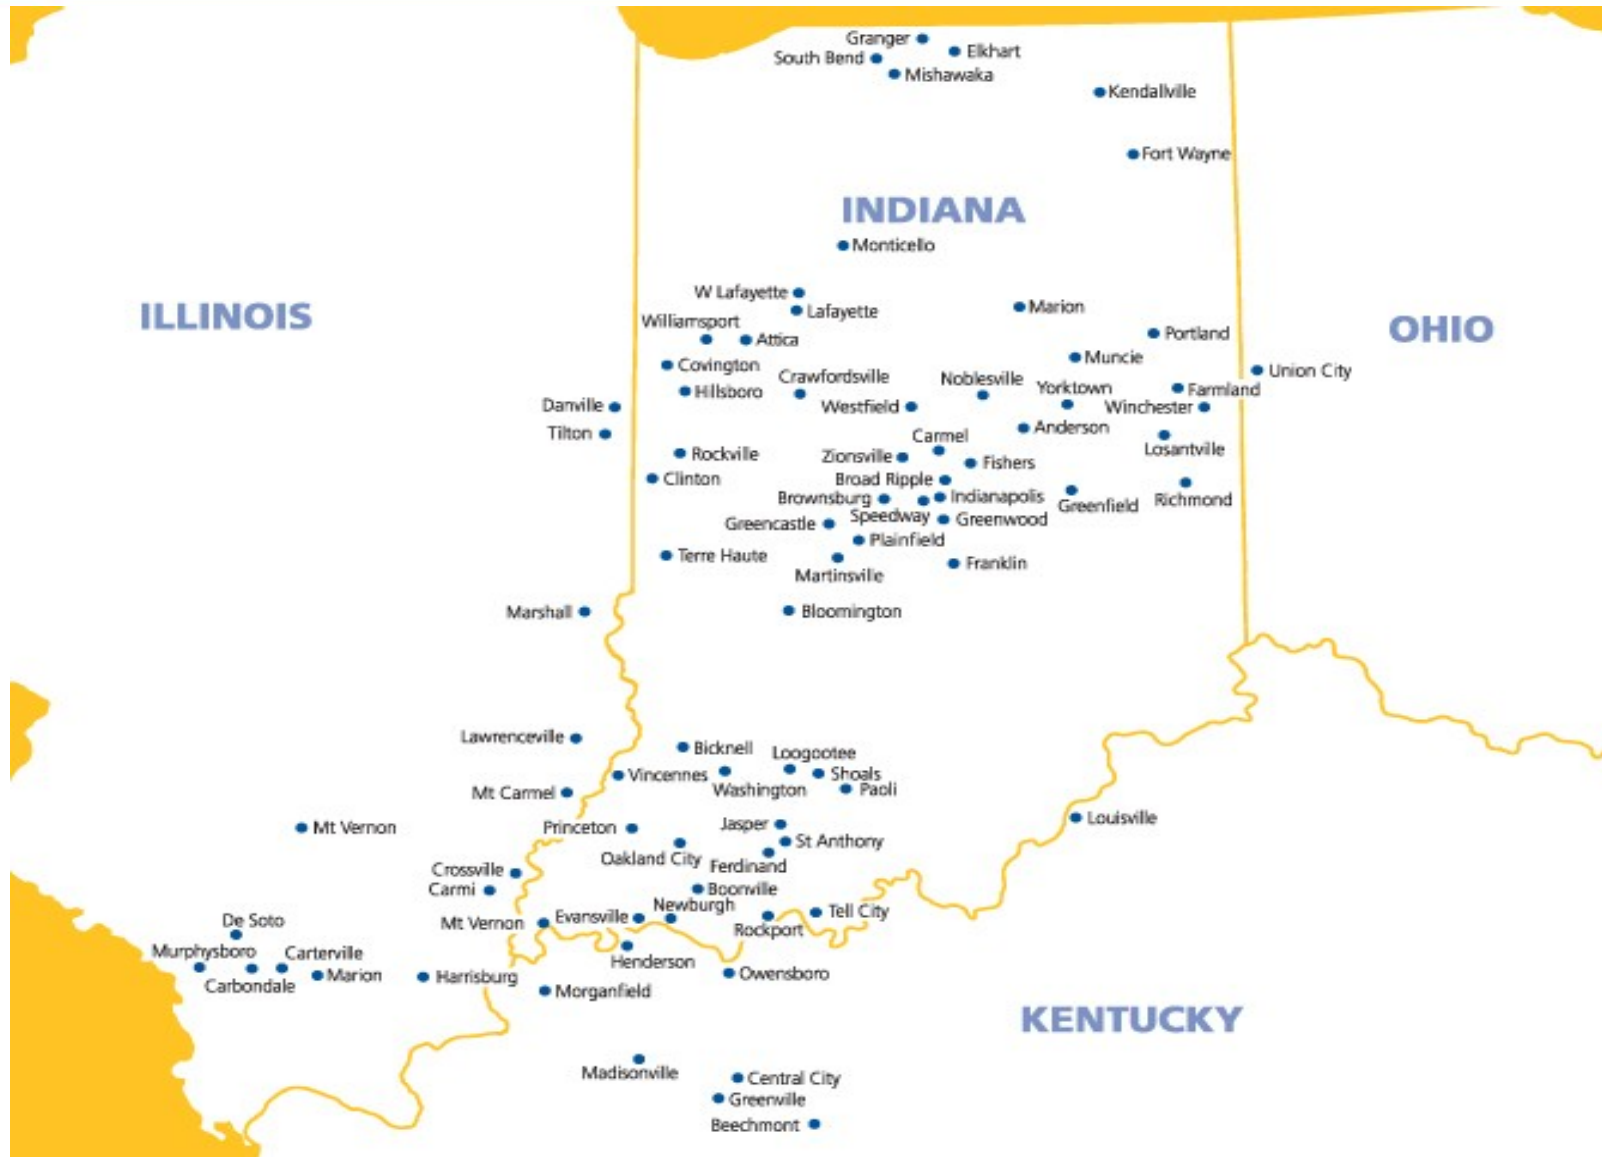 Granger
Elkhart
South Bend
Mishawaka
Kendallville
Fort Wayne
INDIANA
Monticello
W Lafayette
Lafayette
Marion
ILLINOIS
Williamsport
OHIO
Portland
Attica
Muncie
Covington
Union City
Crawfordsville
Noblesville
Yorktown
Farmland
Hillsboro
Danville
Westfield
Winchester
Anderson
Tilton
Carmel
Losantville
Rockville
Zionsville
Fishers
Clinton
Broad Ripple
Brownsburg
Indianapolis
Greenfield
Richmond
Speedway
Greenwood
Greencastle
Plainfield
Terre Haute
Franklin
Martinsville
Marshall
Bloomington
Lawrenceville
Bicknell
Loogootee
Vincennes
Shoals
Washington
Paoli
Mt Carmel
Louisville
Mt Vernon
Princeton
Jasper
St Anthony
Oakland City
Ferdinand
Crossville
Carmi
Boonville
Newburgh
Tell City
De Soto
Mt Vernon
Evansville
Rockport
Murphysboro
Carterville
Henderson
Marion
Harrisburg
Owensboro
Carbondale
Morganfield
KENTUCKY
Madisonville
Central City
Greenville
Beechmont